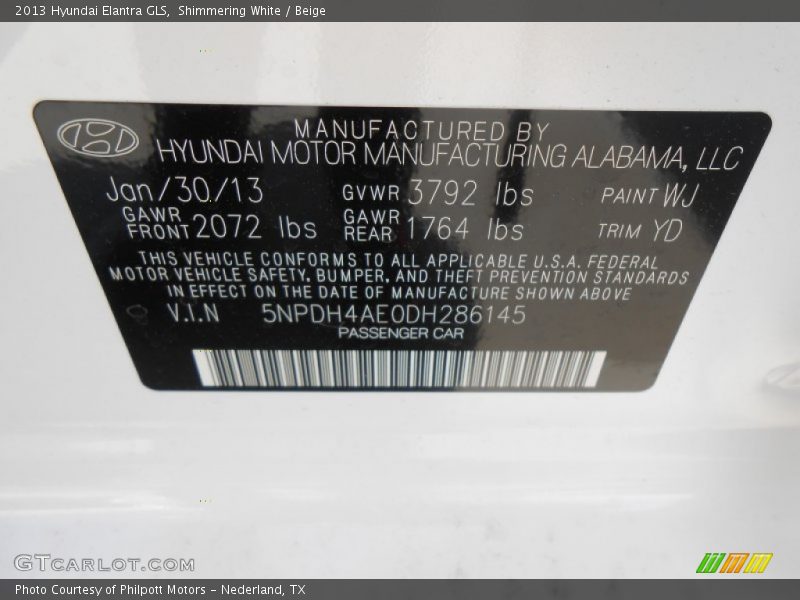 2013 Hyundai Elantra GLS, Shimmering White / Beige
MANUFACTURED BY
HYUNDAI MOTOR MANUFACTURING ALABAMA, LLC
Jan/30/13 GVWR 3792 lbs PAINT WJ
GAWR FRONT 2072 lbs GAWR REAR 1764 lbs TRIM YD
THIS VEHICLE CONFORMS TO ALL APPLICABLE U.S.A. FEDERAL
MOTOR VEHICLE SAFETY, BUMPER, AND THEFT PREVENTION STANDARDS
IN EFFECT ON THE DATE OF MANUFACTURE SHOWN ABOVE
V.I.N 5NPDH4AE0DH286145
PASSENGER CAR
GTCARLOT.COM
Photo Courtesy of Philpott Motors - Nederland, TX